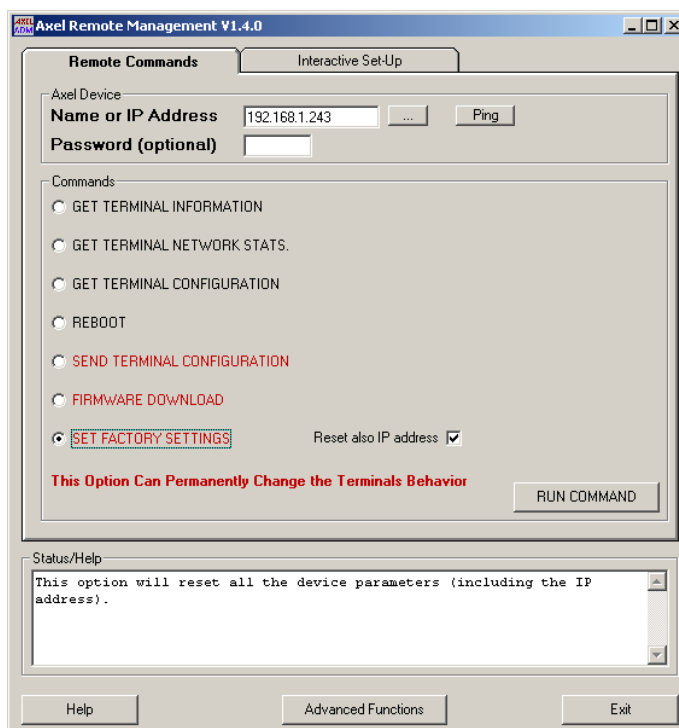 AXEL
ADM
Axel Remote Management V1.4.0
Remote Commands
Interactive Set-Up
Axel Device
Name or IP Address
192.168.1.243
...
Ping
Password (optional)
Commands
GET TERMINAL INFORMATION
GET TERMINAL NETWORK STATS.
GET TERMINAL CONFIGURATION
REBOOT
SEND TERMINAL CONFIGURATION
FIRMWARE DOWNLOAD
SET FACTORY SETTINGS
Reset also IP address
This Option Can Permanently Change the Terminals Behavior
RUN COMMAND
Status/Help
This option will reset all the device parameters (including the IP
address).
Help
Advanced Functions
Exit